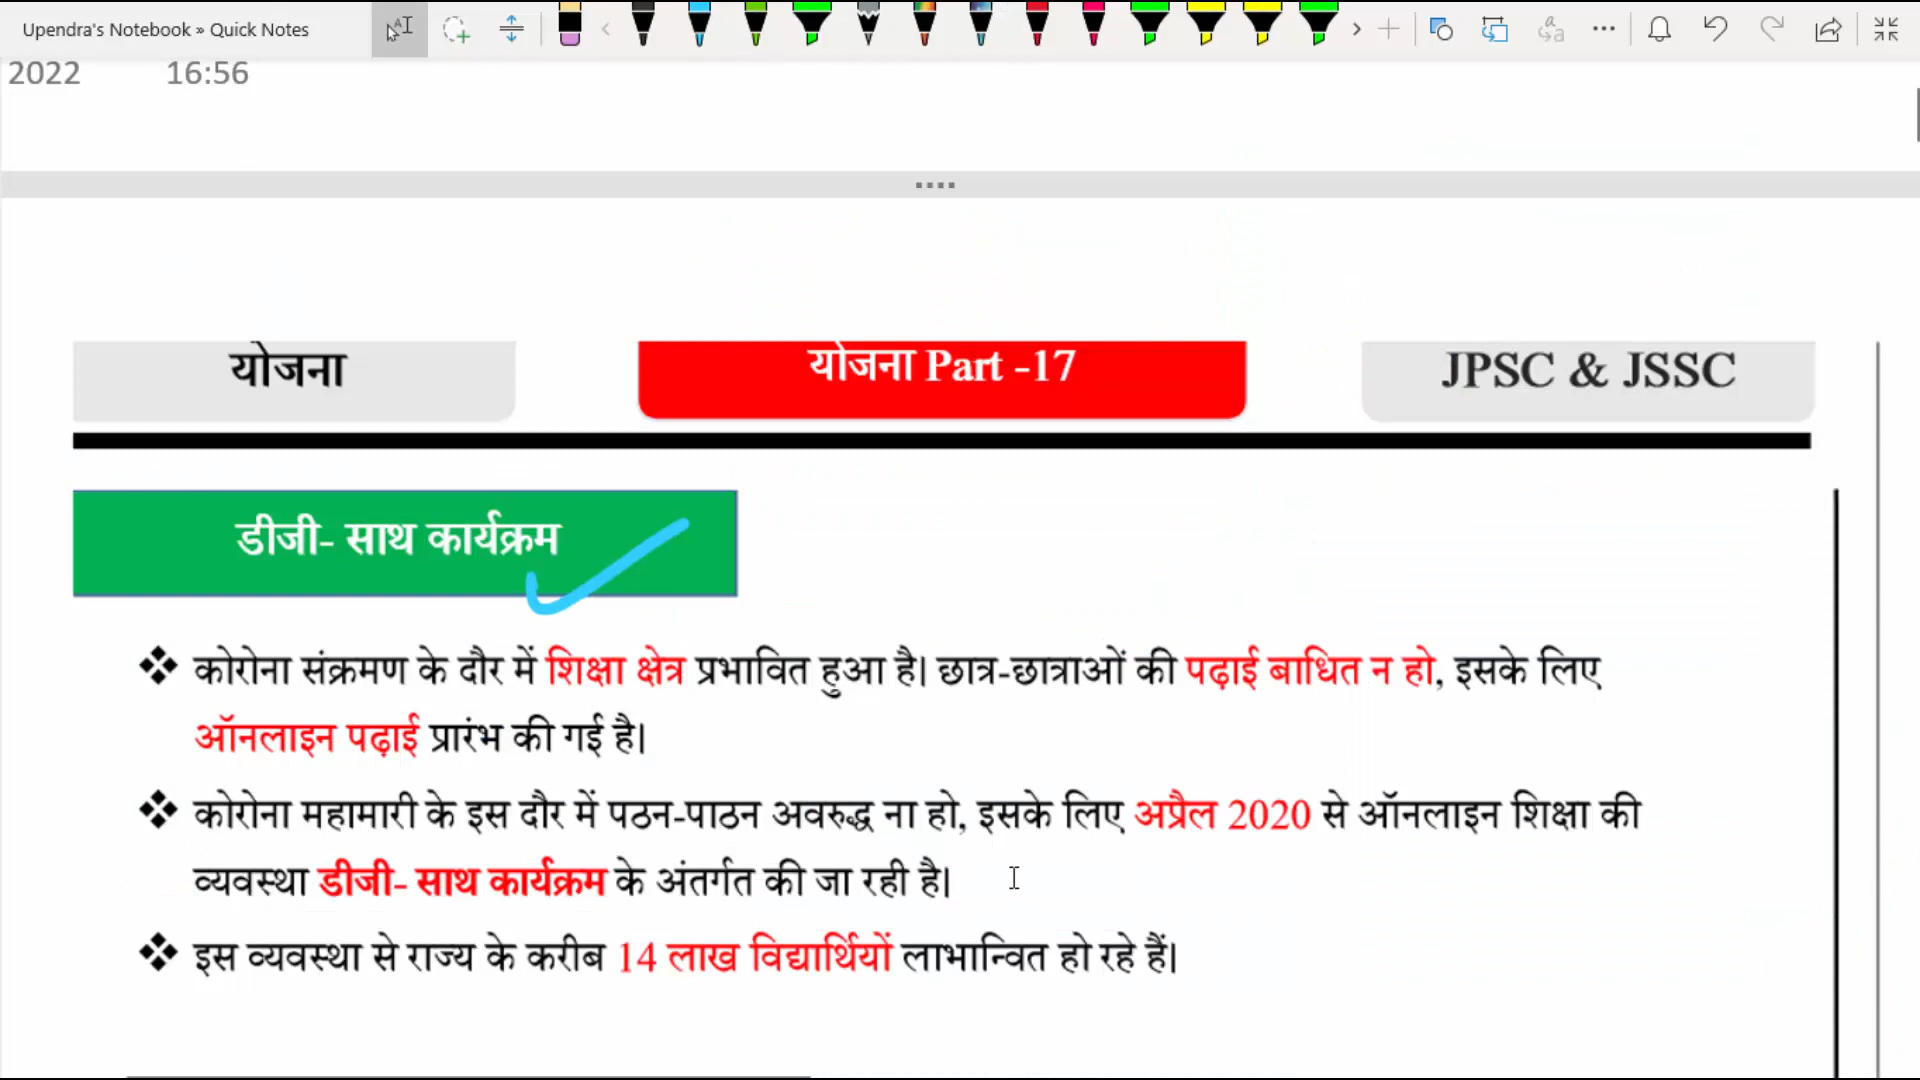 Upendra's Notebook » Quick Notes
2022 16:56
योजना
योजना Part -17
JPSC & JSSC
डीजी- साथ कार्यक्रम
❖ कोरोना संक्रमण के दौर में शिक्षा क्षेत्र प्रभावित हुआ है। छात्र-छात्राओं की पढ़ाई बाधित न हो, इसके लिए
ऑनलाइन पढ़ाई प्रारंभ की गई है।
❖ कोरोना महामारी के इस दौर में पठन-पाठन अवरुद्ध ना हो, इसके लिए अप्रैल 2020 से ऑनलाइन शिक्षा की
व्यवस्था डीजी- साथ कार्यक्रम के अंतर्गत की जा रही है।
❖ इस व्यवस्था से राज्य के करीब 14 लाख विद्यार्थियों लाभान्वित हो रहे हैं।